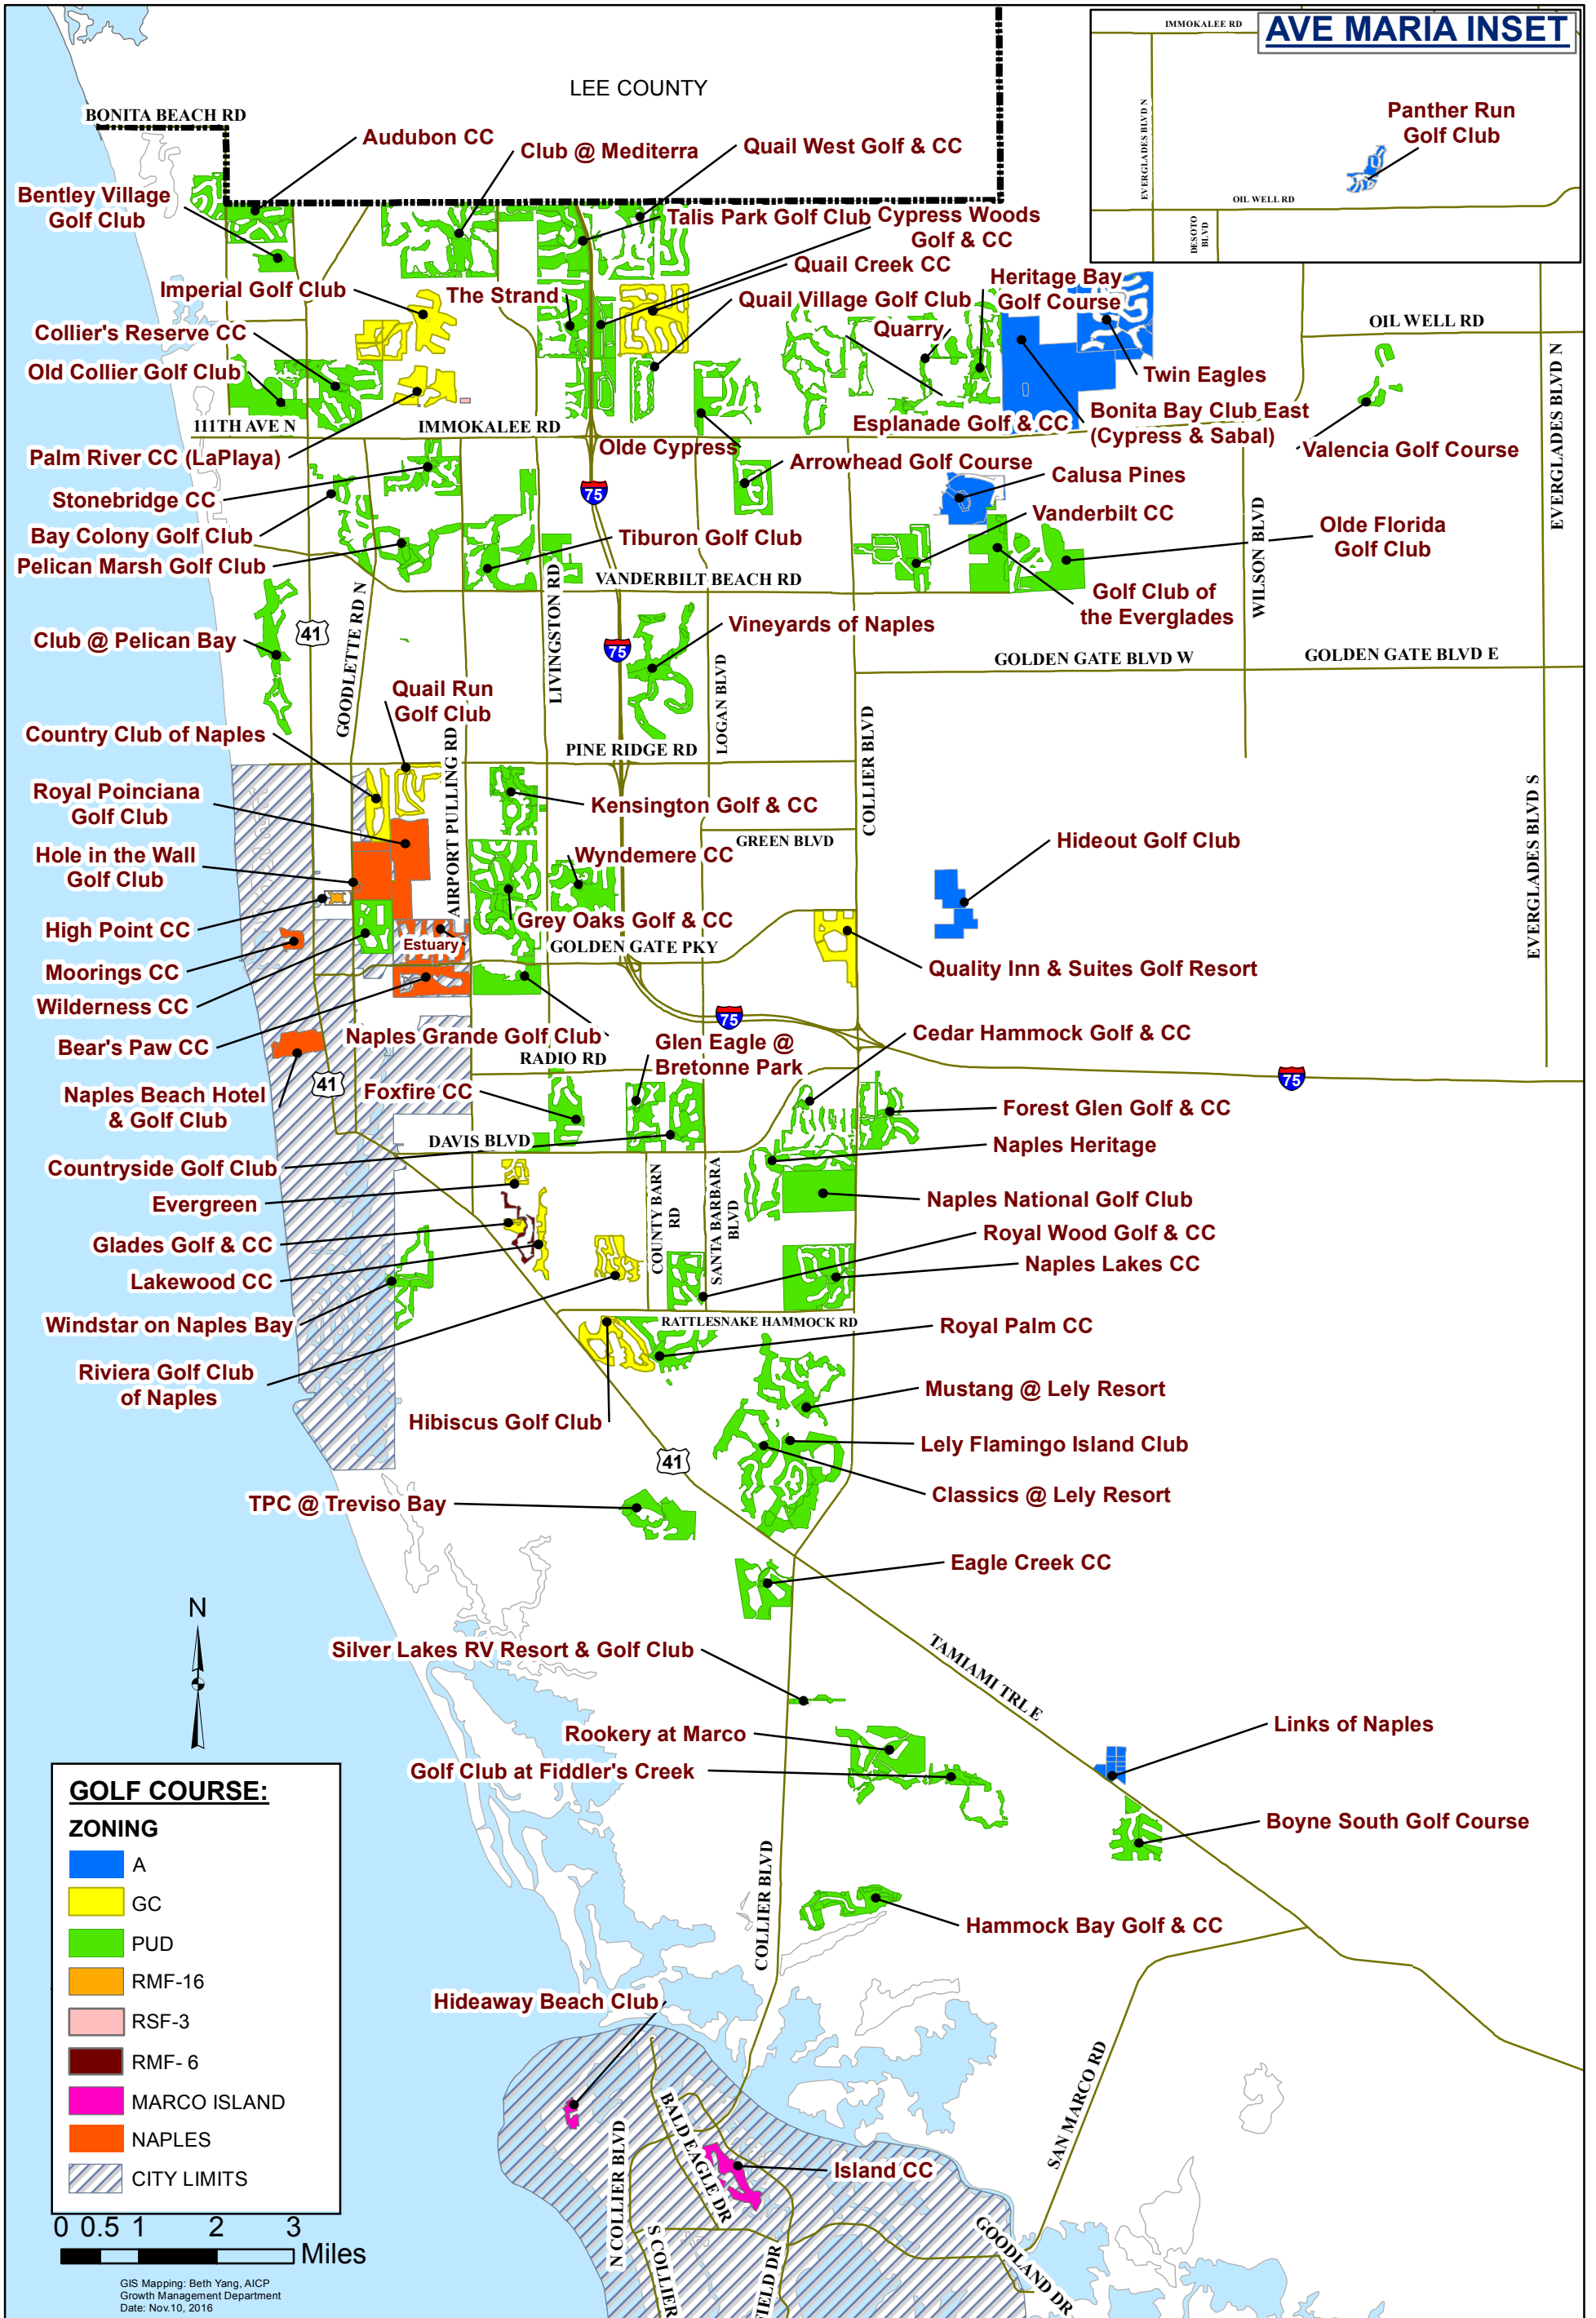 IMMOKALEE RD
AVE MARIA INSET
EVERGLADES BLVD N
Panther Run
Golf Club
OIL WELL RD
DESOTO
BLVD
LEE COUNTY
BONITA BEACH RD
Audubon CC
Club @ Mediterra
Quail West Golf & CC
Bentley Village
Golf Club
Talis Park Golf Club
Cypress Woods
Golf & CC
Quail Creek CC
Imperial Golf Club
The Strand
Quail Village Golf Club
Heritage Bay
Golf Course
Quarry
Collier's Reserve CC
OIL WELL RD
Old Collier Golf Club
Twin Eagles
EVERGLADES BLVD N
111TH AVE N
IMMOKALEE RD
Esplanade Golf & CC
Bonita Bay Club East
(Cypress & Sabal)
Olde Cypress
Valencia Golf Course
Palm River CC (LaPlaya)
Arrowhead Golf Course
Calusa Pines
Stonebridge CC
75
Vanderbilt CC
Olde Florida
Golf Club
Bay Colony Golf Club
Tiburon Golf Club
Pelican Marsh Golf Club
VANDERBILT BEACH RD
WILSON BLVD
Golf Club of
the Everglades
GOODLETTE RD N
LIVINGSTON RD
41
Club @ Pelican Bay
Vineyards of Naples
75
GOLDEN GATE BLVD W
GOLDEN GATE BLVD E
LOGAN BLVD
Quail Run
Golf Club
Country Club of Naples
AIRPORT PULLING RD
PINE RIDGE RD
COLLIER BLVD
EVERGLADES BLVD S
Royal Poinciana
Golf Club
Kensington Golf & CC
GREEN BLVD
Hideout Golf Club
Hole in the Wall
Golf Club
Wyndemere CC
High Point CC
Grey Oaks Golf & CC
Estuary
GOLDEN GATE PKY
Moorings CC
Quality Inn & Suites Golf Resort
Wilderness CC
75
Bear's Paw CC
Naples Grande Golf Club
Glen Eagle @
Bretonne Park
Cedar Hammock Golf & CC
RADIO RD
41
75
Naples Beach Hotel
& Golf Club
Foxfire CC
Forest Glen Golf & CC
DAVIS BLVD
Naples Heritage
Countryside Golf Club
COUNTY BARN
RD
SANTA BARBARA
BLVD
Evergreen
Naples National Golf Club
Glades Golf & CC
Royal Wood Golf & CC
Lakewood CC
Naples Lakes CC
Windstar on Naples Bay
RATTLESNAKE HAMMOCK RD
Royal Palm CC
Riviera Golf Club
of Naples
Mustang @ Lely Resort
Hibiscus Golf Club
Lely Flamingo Island Club
41
TPC @ Treviso Bay
Classics @ Lely Resort
Eagle Creek CC
N
Silver Lakes RV Resort & Golf Club
TAMIAMI TRL E
Rookery at Marco
Links of Naples
Golf Club at Fiddler's Creek
Boyne South Golf Course
COLLIER BLVD
Hammock Bay Golf & CC
Hideaway Beach Club
SAN MARCO RD
BALD EAGLE DR
N COLLIER BLVD
Island CC
S COLLIER
IELD DR
GOODLAND DR
GOLF COURSE:
ZONING
A
GC
PUD
RMF-16
RSF-3
RMF- 6
MARCO ISLAND
NAPLES
CITY LIMITS
0 0.5 1 2 3
Miles
GIS Mapping: Beth Yang, AICP
Growth Management Department
Date: Nov.10, 2016